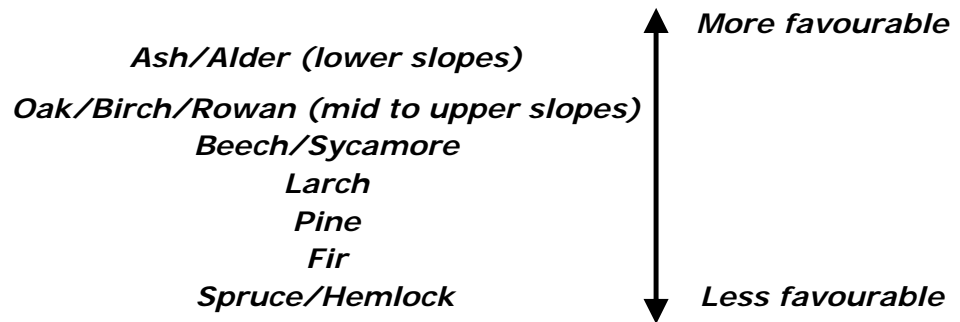 More favourable
Ash/Alder (lower slopes)
Oak/Birch/Rowan (mid to upper slopes)
Beech/Sycamore
Larch
Pine
Fir
Spruce/Hemlock
Less favourable